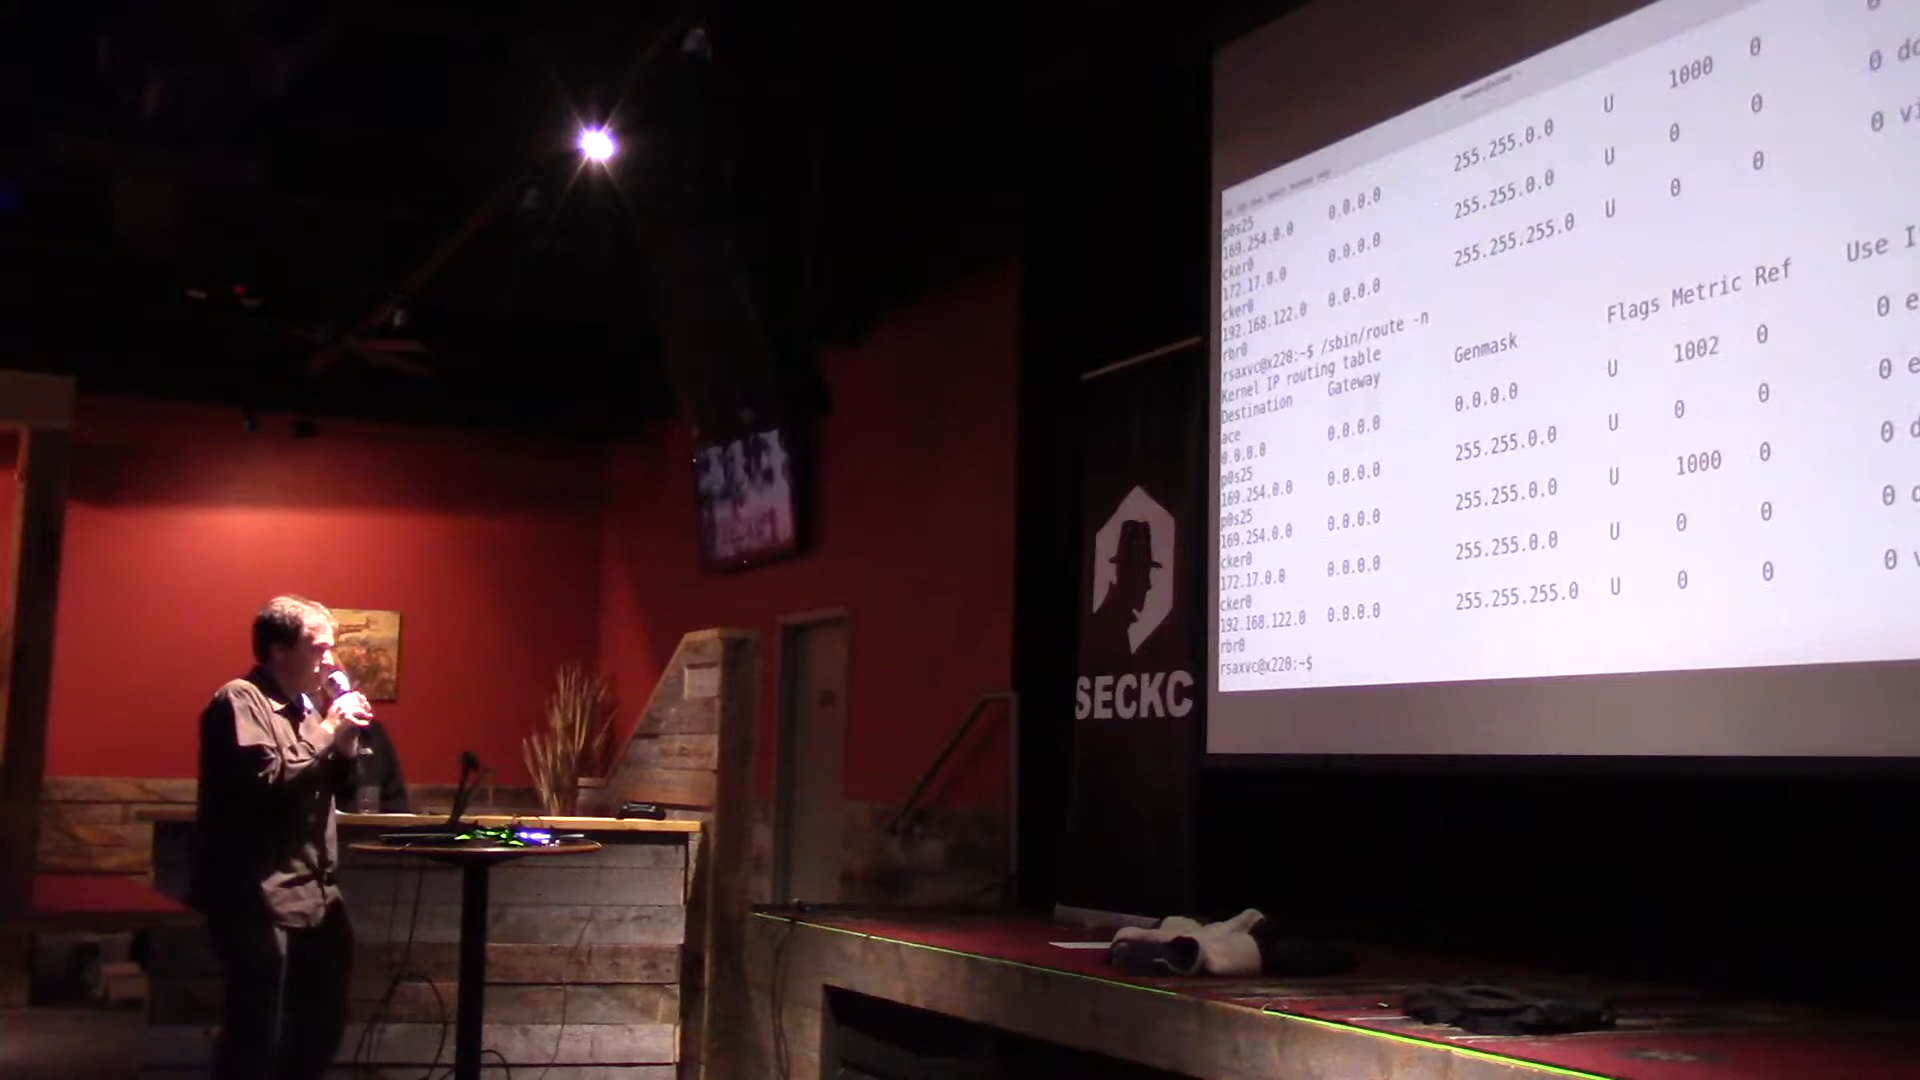 0
1000 0
255.255.0.0 U 0 do
p0s25
169.254.0.0 0.0.0.0 255.255.0.0 U 0 0 0 vi
cker0
172.17.0.0 0.0.0.0 255.255.255.0 U 0 0
cker0
192.168.122.0 0.0.0.0
rbr0
rsaxvc@x220:~$ /sbin/route -n
Kernel IP routing table
Destination Gateway Genmask Flags Metric Ref Use I
ace
0.0.0.0 0.0.0.0 0.0.0.0 U 1002 0 0 e
p0s25
169.254.0.0 0.0.0.0 255.255.0.0 U 0 0 0 e
p0s25
169.254.0.0 0.0.0.0 255.255.0.0 U 1000 0 0 d
cker0
172.17.0.0 0.0.0.0 255.255.0.0 U 0 0 0 d
cker0
192.168.122.0 0.0.0.0 255.255.255.0 U 0 0 0 v
rbr0
rsaxvc@x220:~$
SECKC